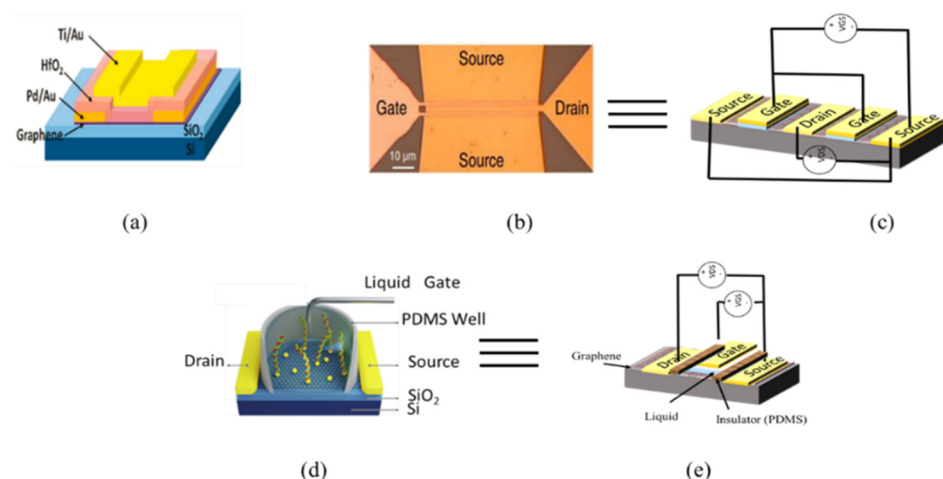 Ti/Au
HfO₂
Pd/Au
Graphene
SiO₂
Si
(a)
Source
Gate
Drain
10 μm
Source
(b)
VGS
Source
Gate
Drain
Gate
Source
VDS
(c)
Liquid Gate
PDMS Well
Drain
Source
SiO₂
Si
(d)
VDS
VGS
Graphene
Drain
Gate
Source
Liquid
Insulator (PDMS)
(e)